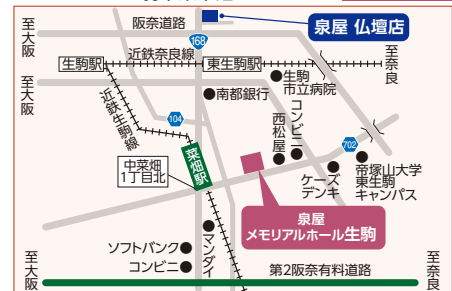 至大阪
阪奈道路
泉屋 仏壇店
168
近鉄奈良線
至奈良
生駒駅
東生駒駅
至大阪
近鉄生駒線
南都銀行
生駒
市立病院
104
菜畑駅
西松屋
コンビニ
702
中菜畑
1丁目北
ケーズ
デンキ
帝塚山大学
東生駒
キャンパス
泉屋
メモリアルホール生駒
マンダイ
ソフトバンク
コンビニ
至大阪
第2阪奈有料道路
至奈良